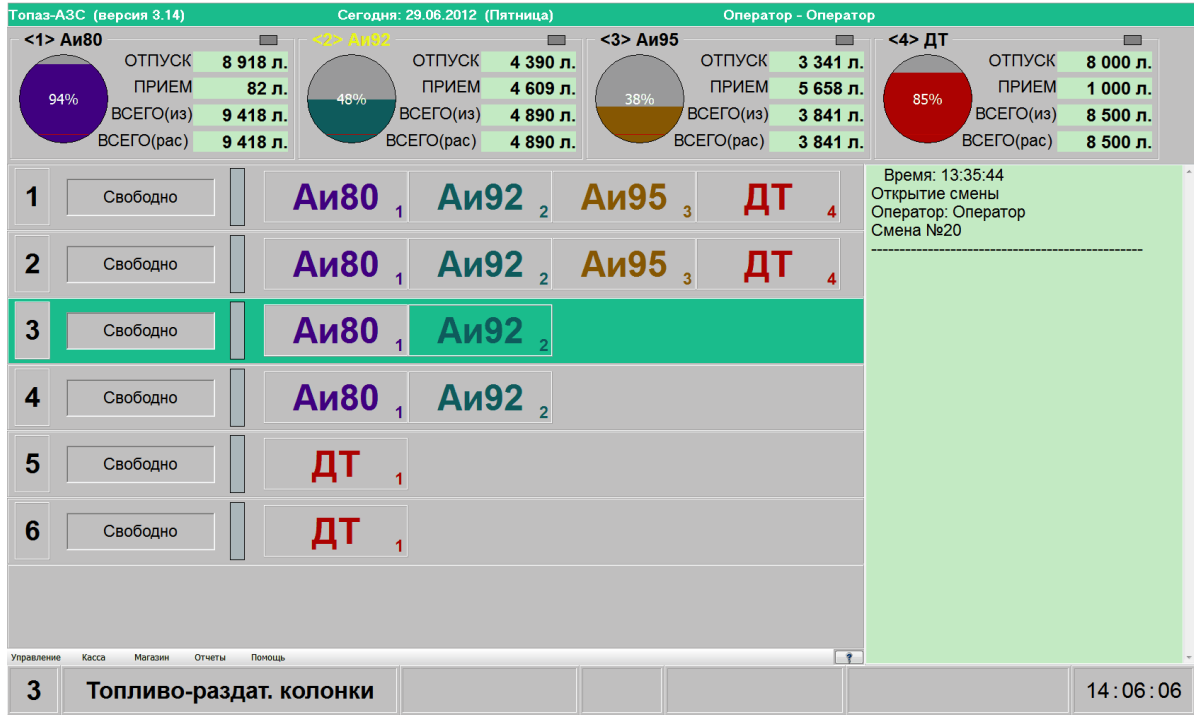 Топаз-АЗС (версия 3.14) Сегодня: 29.06.2012 (Пятница) Оператор - Оператор
<1> Аи80 <2> Аи92 <3> Аи95 <4> ДТ
ОТПУСК 8 918 л. ОТПУСК 4 390 л. ОТПУСК 3 341 л. ОТПУСК 8 000 л.
ПРИЕМ 82 л. ПРИЕМ 4 609 л. ПРИЕМ 5 658 л. ПРИЕМ 1 000 л.
94% 48% 38% 85%
ВСЕГО(из) 9 418 л. ВСЕГО(из) 4 890 л. ВСЕГО(из) 3 841 л. ВСЕГО(из) 8 500 л.
ВСЕГО(рас) 9 418 л. ВСЕГО(рас) 4 890 л. ВСЕГО(рас) 3 841 л. ВСЕГО(рас) 8 500 л.
1 Свободно Аи80 1 Аи92 2 Аи95 3 ДТ 4
2 Свободно Аи80 1 Аи92 2 Аи95 3 ДТ 4
3 Свободно Аи80 1 Аи92 2
4 Свободно Аи80 1 Аи92 2
5 Свободно ДТ 1
6 Свободно ДТ 1
Время: 13:35:44
Открытие смены
Оператор: Оператор
Смена №20
------------------------------------------------
Управление Касса Магазин Отчеты Помощь ?
3 Топливо-раздат. колонки 14:06:06